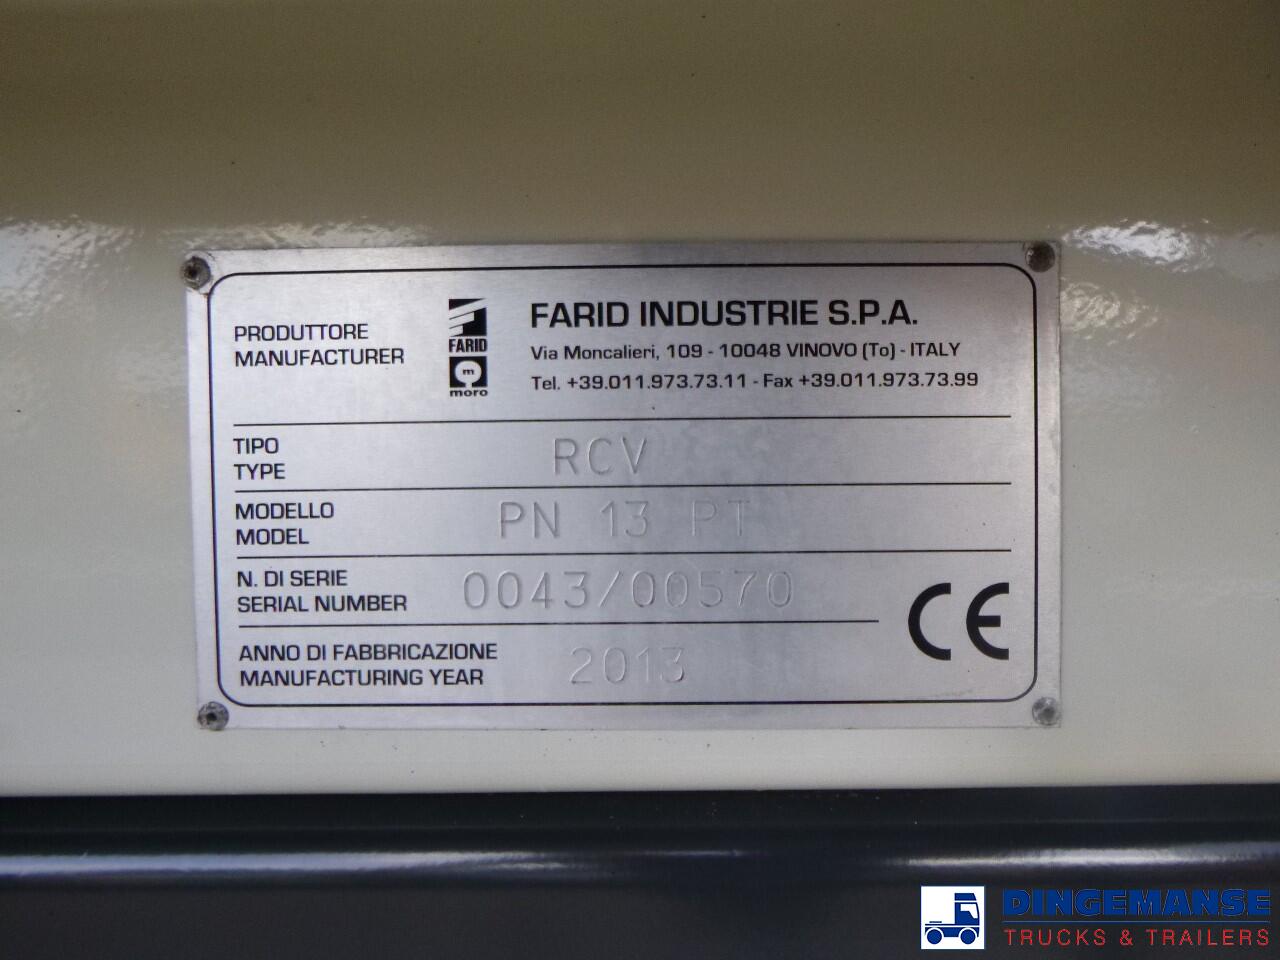 PRODUTTORE
MANUFACTURER
FARID
m
moro
FARID INDUSTRIE S.P.A.
Via Moncalieri, 109 - 10048 VINOVO (To) - ITALY
Tel. +39.011.973.73.11 - Fax +39.011.973.73.99
TIPO
TYPE
RCV
MODELLO
MODEL
PN 13 PT
N. DI SERIE
SERIAL NUMBER
0043/00570
ANNO DI FABBRICAZIONE
MANUFACTURING YEAR
2013
CE
DINGEMANSE
TRUCKS & TRAILERS